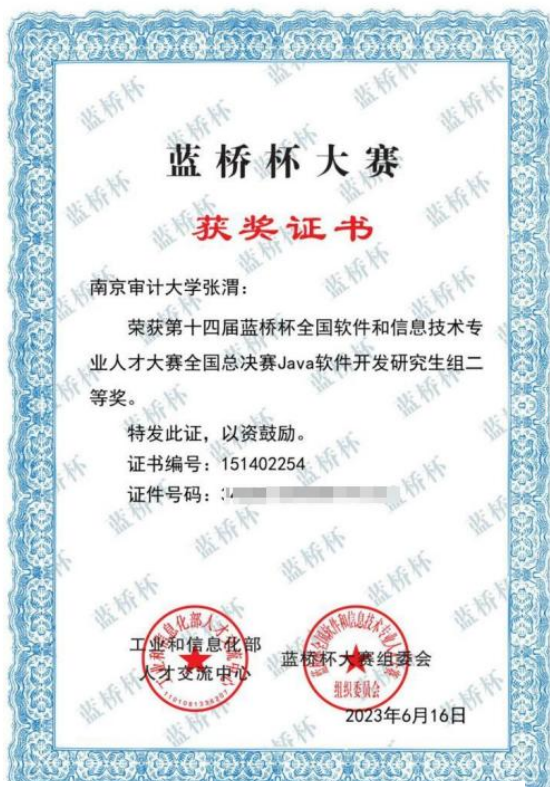 蓝桥杯大赛
获奖证书
南京审计大学张渭：
荣获第十四届蓝桥杯全国软件和信息技术专
业人才大赛全国总决赛Java软件开发研究生组二
等奖。
特发此证，以资鼓励。
证书编号：151402254
证件号码：
工业和信息化部
人才交流中心
蓝桥杯大赛组委会
组织委员会
2023年6月16日